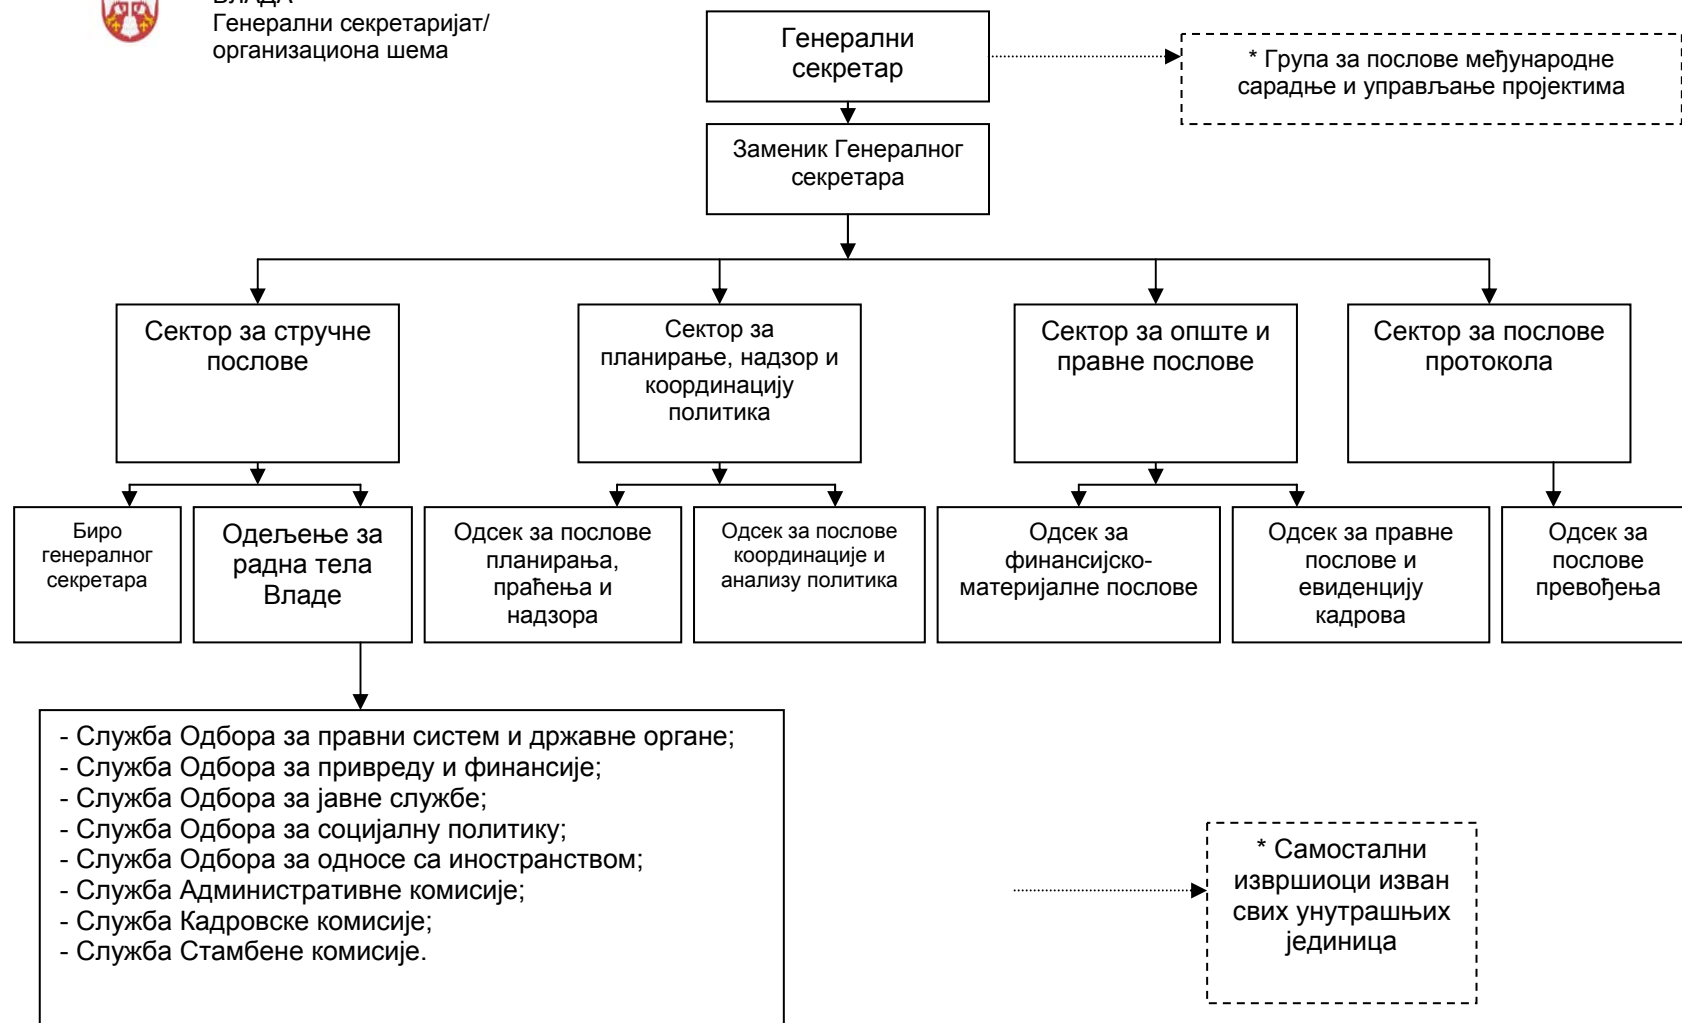 ВЛАДА
Генерални секретаријат/
организациона шема
Генерални
секретар
* Група за послове међународне
сарадње и управљање пројектима
Заменик Генералног
секретара
Сектор за стручне
послове
Сектор за
планирање, надзор и
координацију
политика
Сектор за опште и
правне послове
Сектор за послове
протокола
Биро
генералног
секретара
Одељење за
радна тела
Владе
Одсек за послове
планирања,
праћења и
надзора
Одсек за послове
координације и
анализу политика
Одсек за
финансијско-
материјалне послове
Одсек за правне
послове и
евиденцију
кадрова
Одсек за
послове
превођења
- Служба Одбора за правни систем и државне органе;
- Служба Одбора за привреду и финансије;
- Служба Одбора за јавне службе;
- Служба Одбора за социјалну политику;
- Служба Одбора за односе са иностранством;
- Служба Административне комисије;
- Служба Кадровске комисије;
- Служба Стамбене комисије.
* Самостални
извршиоци изван
свих унутрашњих
јединица